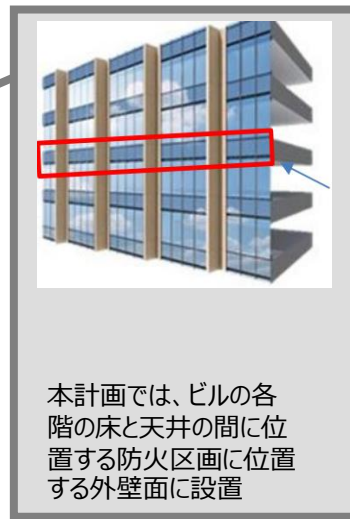 本計画では、ビルの各
階の床と天井の間に位
置する防火区画に位置
する外壁面に設置